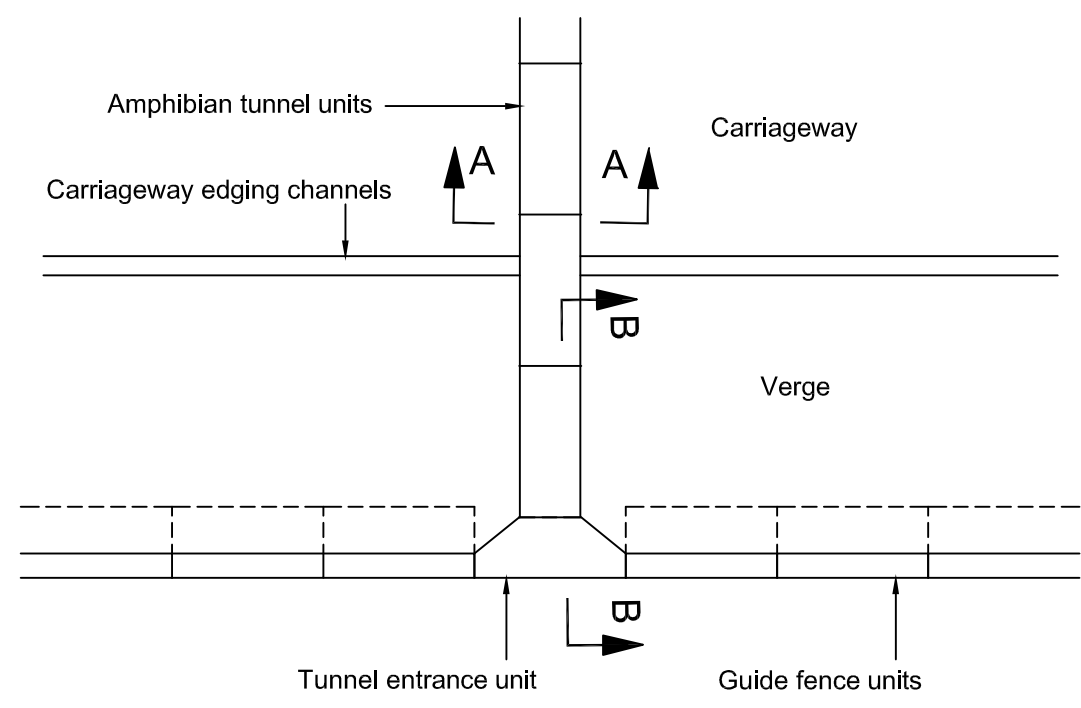 Amphibian tunnel units
Carriageway
A
A
Carriageway edging channels
B
Verge
B
Tunnel entrance unit
Guide fence units